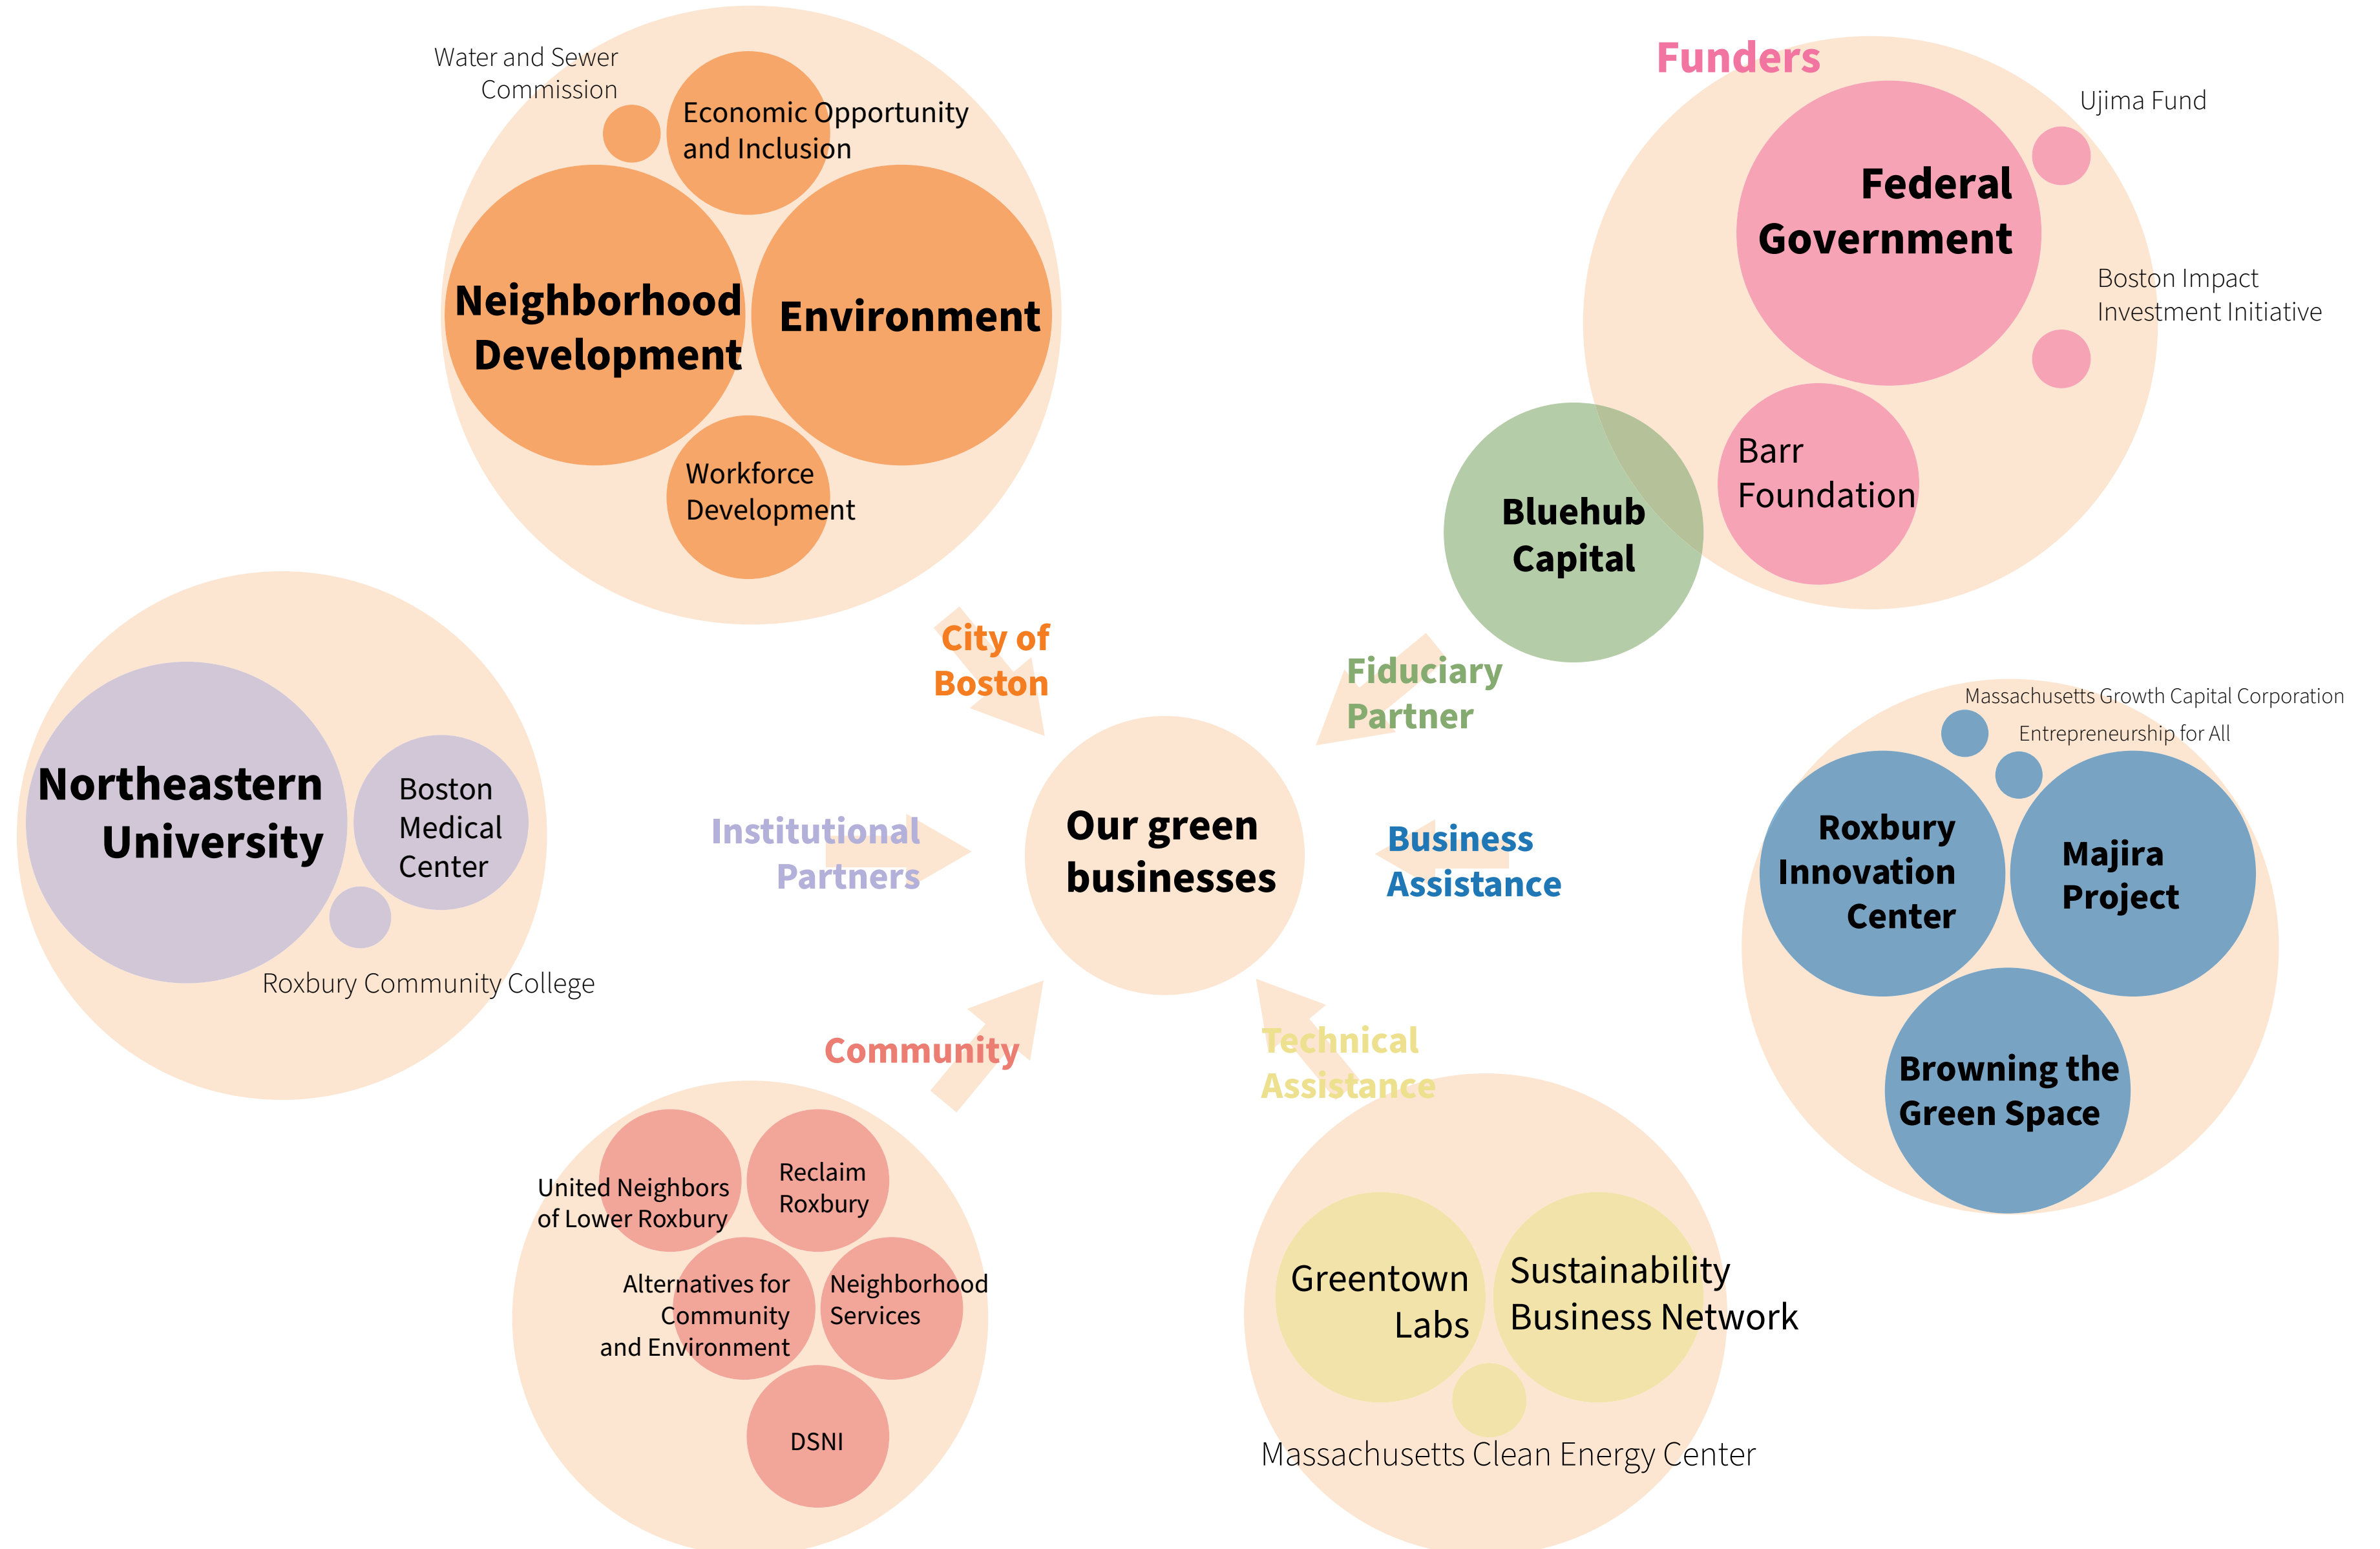 Water and Sewer
Commission
Economic Opportunity
and Inclusion
Neighborhood
Development
Environment
Workforce
Development
City of
Boston
Funders
Federal
Government
Ujima Fund
Boston Impact
Investment Initiative
Barr
Foundation
Bluehub
Capital
Fiduciary
Partner
Northeastern
University
Boston
Medical
Center
Roxbury Community College
Institutional
Partners
Our green
businesses
Business
Assistance
Massachusetts Growth Capital Corporation
Entrepreneurship for All
Roxbury
Innovation
Center
Majira
Project
Browning the
Green Space
Community
United Neighbors
of Lower Roxbury
Reclaim
Roxbury
Alternatives for
Community
and Environment
Neighborhood
Services
DSNI
Technical
Assistance
Greentown
Labs
Sustainability
Business Network
Massachusetts Clean Energy Center